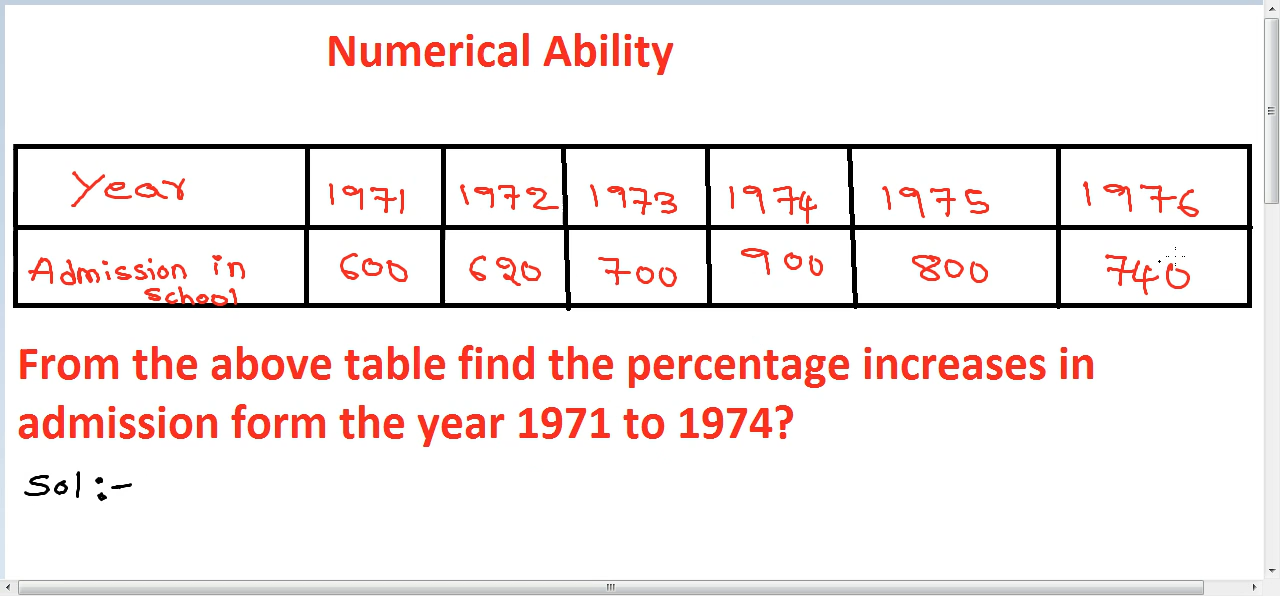 Numerical Ability
Year 1971 1972 1973 1974 1975 1976
Admission in school 600 620 700 900 800 740
From the above table find the percentage increases in
admission form the year 1971 to 1974?
Sol :-